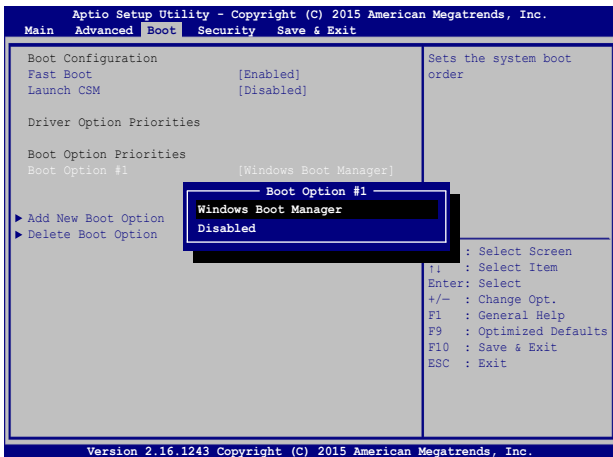 Aptio Setup Utility - Copyright (C) 2015 American Megatrends, Inc.
Main Advanced Boot Security Save & Exit
Boot Configuration
Fast Boot [Enabled]
Launch CSM [Disabled]
Driver Option Priorities
Boot Option Priorities
Boot Option #1 [Windows Boot Manager]
▶ Add New Boot Option
▶ Delete Boot Option
Boot Option #1
Windows Boot Manager
Disabled
Sets the system boot
order
: Select Screen
↑↓ : Select Item
Enter: Select
+/— : Change Opt.
F1 : General Help
F9 : Optimized Defaults
F10 : Save & Exit
ESC : Exit
Version 2.16.1243 Copyright (C) 2015 American Megatrends, Inc.